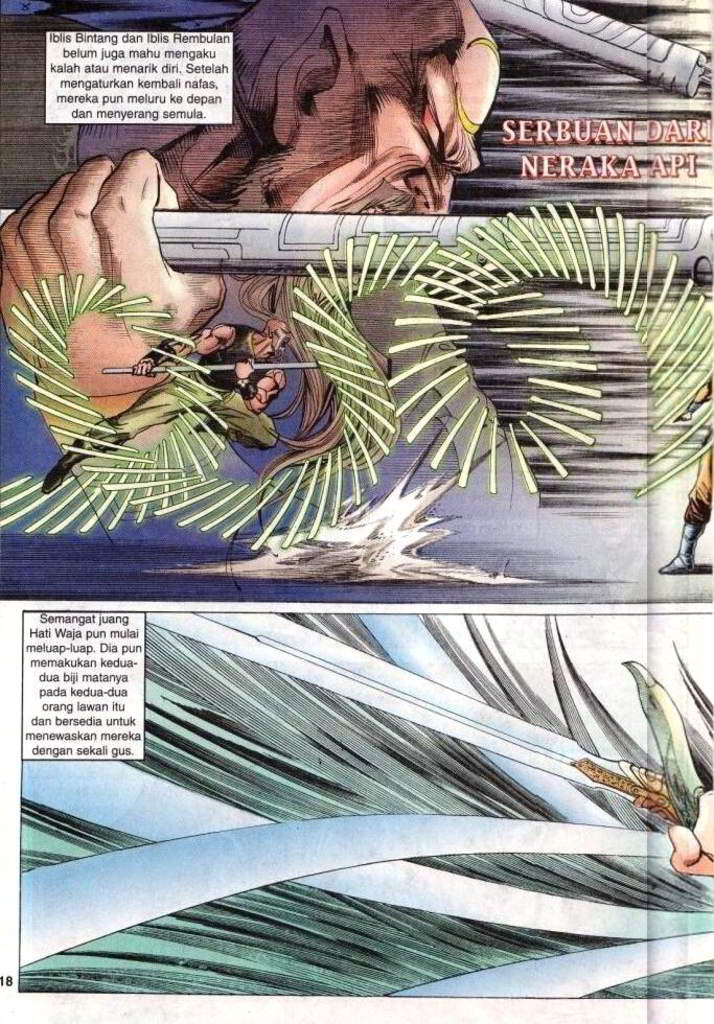 Iblis Bintang dan Iblis Rembulan
belum juga mahu mengaku
kalah atau menarik diri. Setelah
mengaturkan kembali nafas,
mereka pun meluru ke depan
dan menyerang semula.
SERBUAN DARI
NERAKA API
Semangat juang
Hati Waja pun mulai
meluap-luap. Dia pun
memakukan kedua-
dua biji matanya
pada kedua-dua
orang lawan itu
dan bersedia untuk
menewaskan mereka
dengan sekali gus.
18